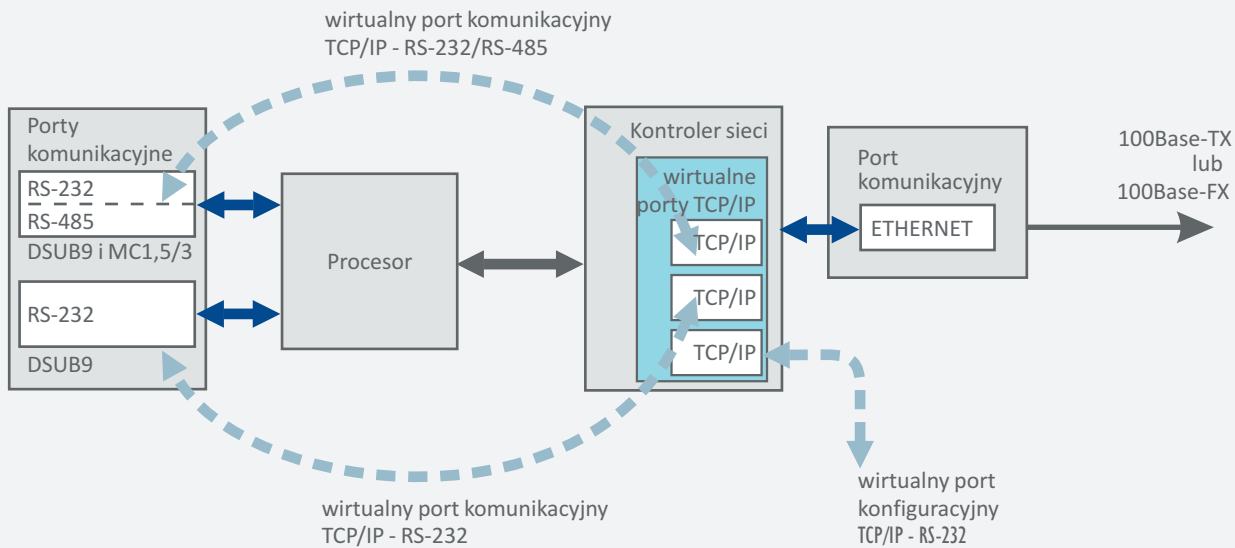 wirtualny port komunikacyjny
TCP/IP - RS-232/RS-485
Porty
komunikacyjne
RS-232
RS-485
DSUB9 i MC1,5/3
RS-232
DSUB9
Procesor
Kontroler sieci
wirtualne
porty TCP/IP
TCP/IP
TCP/IP
TCP/IP
Port
komunikacyjny
ETHERNET
100Base-TX
lub
100Base-FX
wirtualny port komunikacyjny
TCP/IP - RS-232
wirtualny port
konfiguracyjny
TCP/IP - RS-232